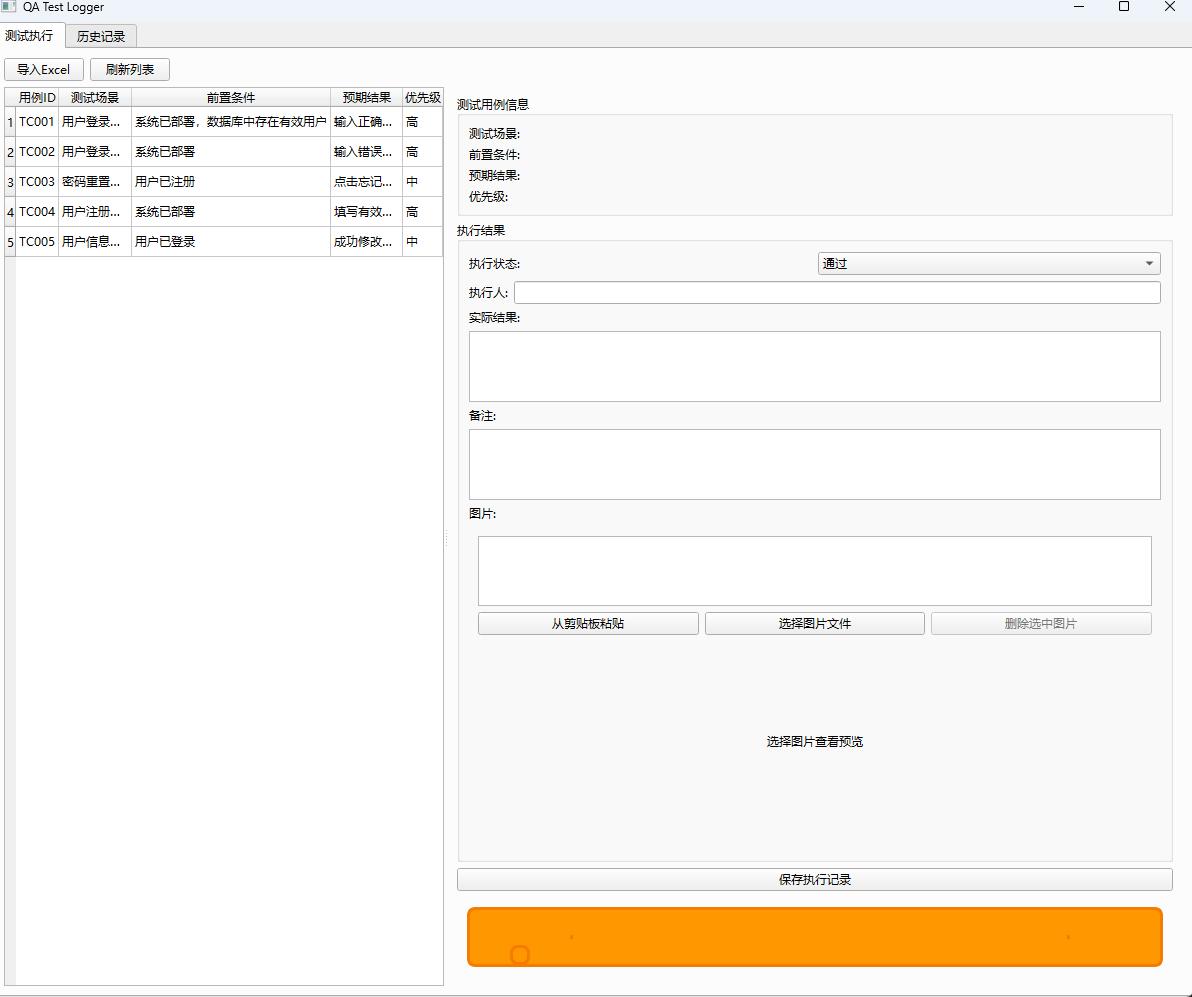 QA Test Logger
测试执行 历史记录
导入Excel 刷新列表
用例ID 测试场景 前置条件 预期结果 优先级
1 TC001 用户登录... 系统已部署，数据库中存在有效用户 输入正确... 高
2 TC002 用户登录... 系统已部署 输入错误... 高
3 TC003 密码重置... 用户已注册 点击忘记... 中
4 TC004 用户注册... 系统已部署 填写有效... 高
5 TC005 用户信息... 用户已登录 成功修改... 中
测试用例信息
测试场景:
前置条件:
预期结果:
优先级:
执行结果
执行状态: 通过
执行人:
实际结果:
备注:
图片:
从剪贴板粘贴 选择图片文件 删除选中图片
选择图片查看预览
保存执行记录